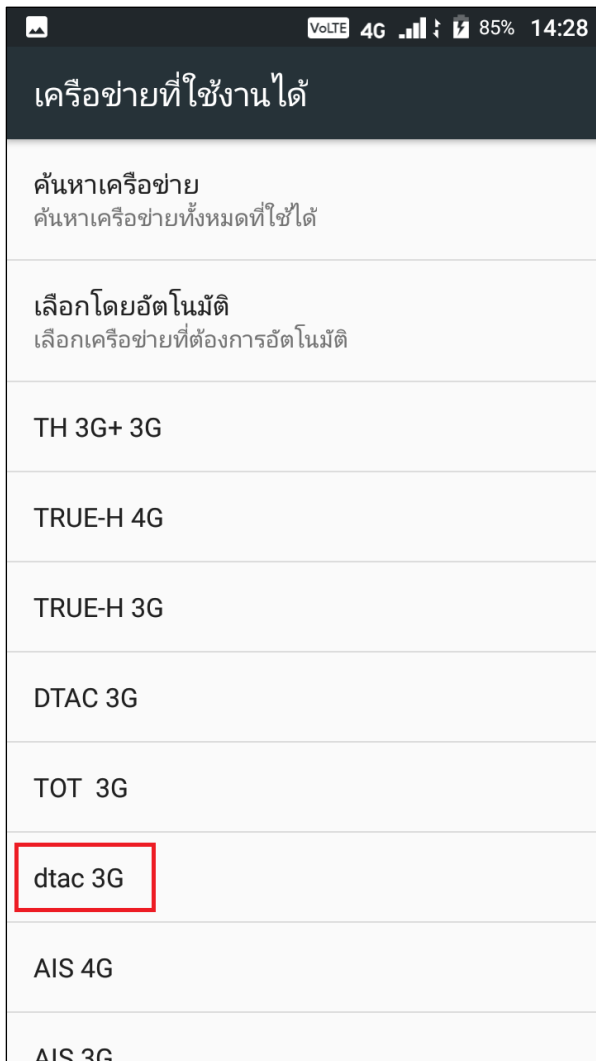 VoLTE 4G 85% 14:28
เครือข่ายที่ใช้งานได้
ค้นหาเครือข่าย
ค้นหาเครือข่ายทั้งหมดที่ใช้ได้
เลือกโดยอัตโนมัติ
เลือกเครือข่ายที่ต้องการอัตโนมัติ
TH 3G+ 3G
TRUE-H 4G
TRUE-H 3G
DTAC 3G
TOT  3G
dtac 3G
AIS 4G
AIS 3G